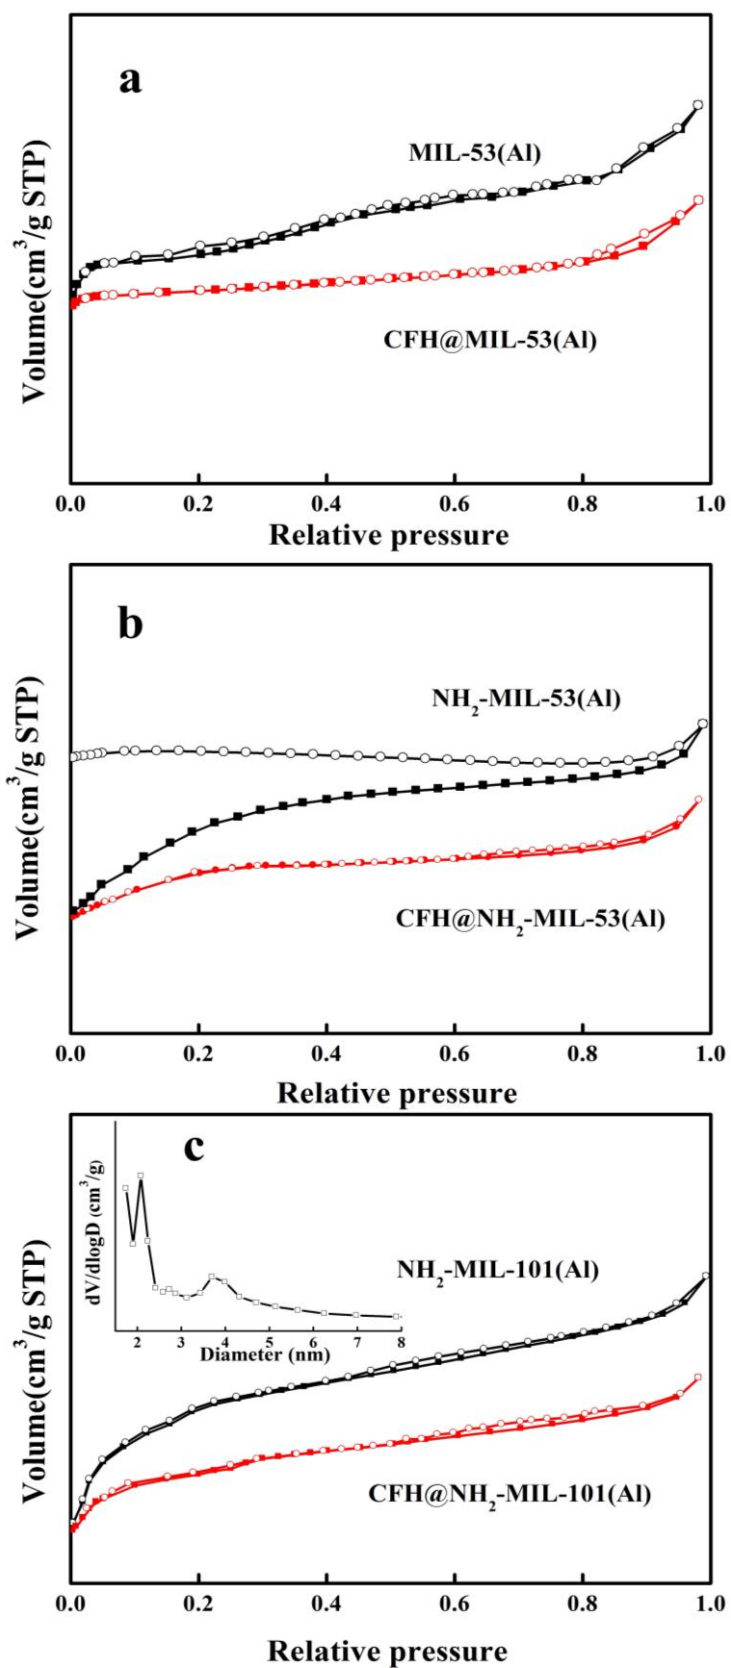 a
MIL-53(Al)
CFH@MIL-53(Al)
Volume(cm³/g STP)
0.0 0.2 0.4 0.6 0.8 1.0
Relative pressure
b
NH₂-MIL-53(Al)
CFH@NH₂-MIL-53(Al)
Volume(cm³/g STP)
0.0 0.2 0.4 0.6 0.8 1.0
Relative pressure
c
dV/dlogD (cm³/g)
2 3 4 5 6 7 8
Diameter (nm)
NH₂-MIL-101(Al)
CFH@NH₂-MIL-101(Al)
Volume(cm³/g STP)
0.0 0.2 0.4 0.6 0.8 1.0
Relative pressure